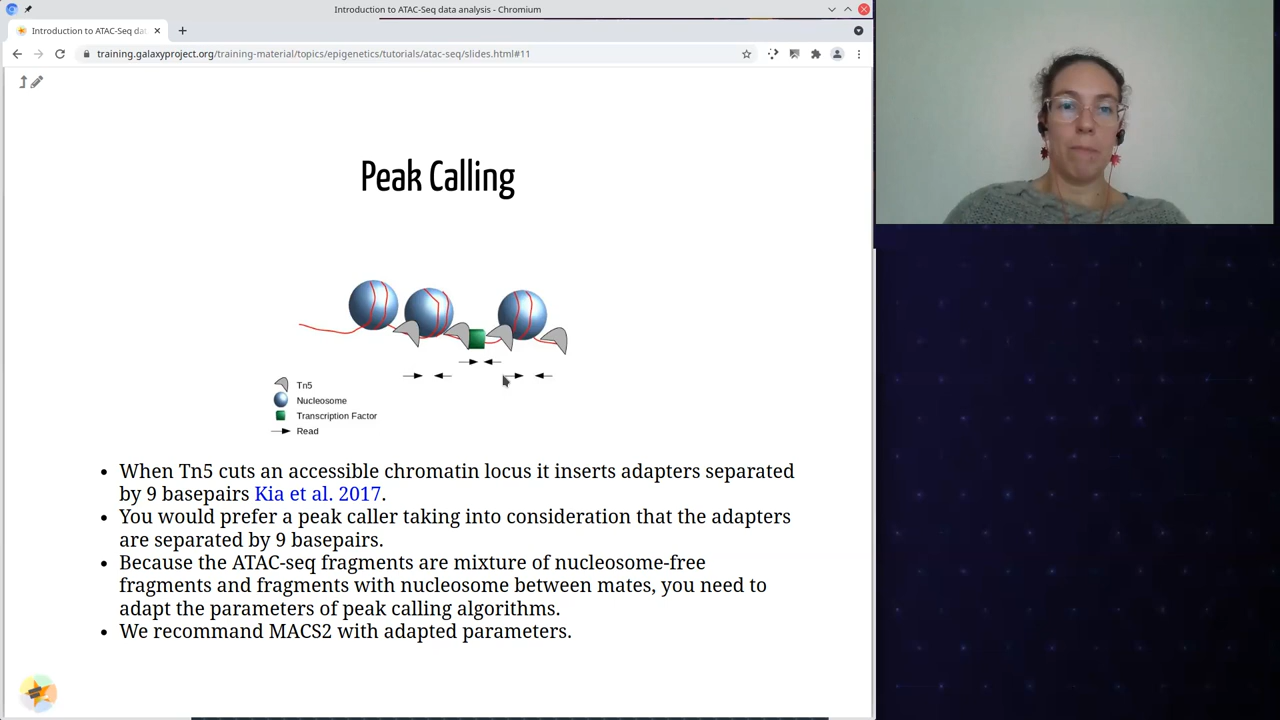 Introduction to ATAC-Seq data analysis - Chromium
Introduction to ATAC-Seq dat
training.galaxyproject.org/training-material/topics/epigenetics/tutorials/atac-seq/slides.html#11
Peak Calling
Tn5
Nucleosome
Transcription Factor
Read
• When Tn5 cuts an accessible chromatin locus it inserts adapters separated
by 9 basepairs Kia et al. 2017.
• You would prefer a peak caller taking into consideration that the adapters
are separated by 9 basepairs.
• Because the ATAC-seq fragments are mixture of nucleosome-free
fragments and fragments with nucleosome between mates, you need to
adapt the parameters of peak calling algorithms.
• We recommand MACS2 with adapted parameters.